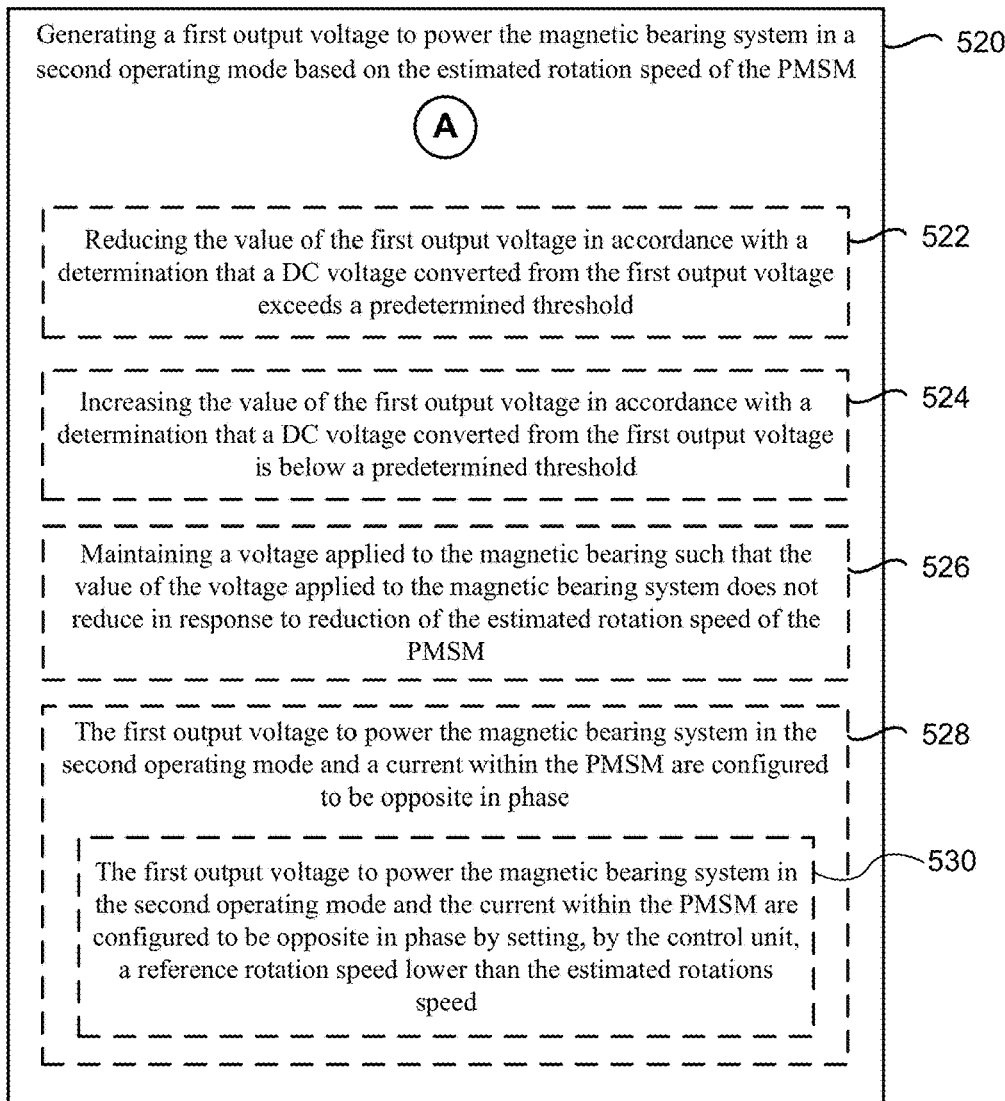 Generating a first output voltage to power the magnetic bearing system in a
second operating mode based on the estimated rotation speed of the PMSM
520
A
Reducing the value of the first output voltage in accordance with a
determination that a DC voltage converted from the first output voltage
exceeds a predetermined threshold
522
Increasing the value of the first output voltage in accordance with a
determination that a DC voltage converted from the first output voltage
is below a predetermined threshold
524
Maintaining a voltage applied to the magnetic bearing such that the
value of the voltage applied to the magnetic bearing system does not
reduce in response to reduction of the estimated rotation speed of the
PMSM
526
The first output voltage to power the magnetic bearing system in the
second operating mode and a current within the PMSM are configured
to be opposite in phase
528
The first output voltage to power the magnetic bearing system in
the second operating mode and the current within the PMSM are
configured to be opposite in phase by setting, by the control unit,
a reference rotation speed lower than the estimated rotations
speed
530